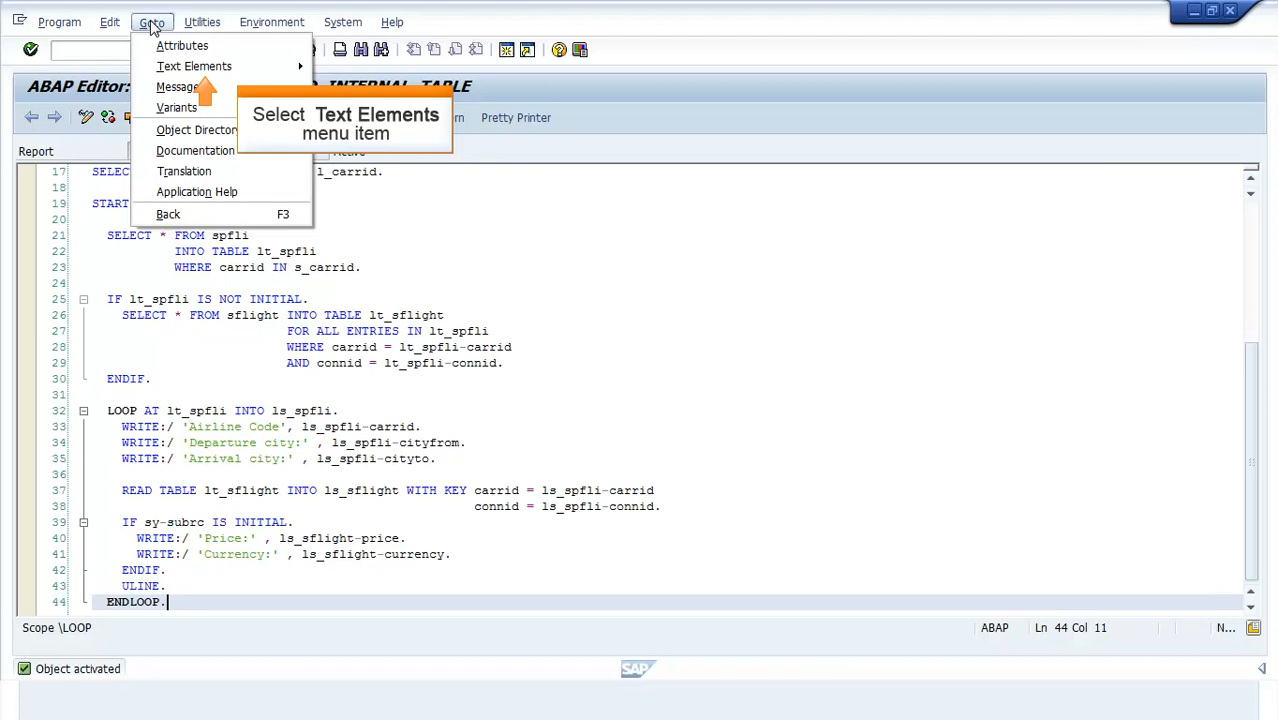 Program Edit Goto Utilities Environment System Help
Attributes
Text Elements
Message
Variants
Object Directory
Documentation
Translation
Application Help
Back F3
Select Text Elements
menu item
ABAP Editor: INTERNAL_TABLE
Pretty Printer
Report Active
17 SELEC l_carrid.
18
19 START
20
21 SELECT * FROM spfli
22 INTO TABLE lt_spfli
23 WHERE carrid IN s_carrid.
24
25 IF lt_spfli IS NOT INITIAL.
26 SELECT * FROM sflight INTO TABLE lt_sflight
27 FOR ALL ENTRIES IN lt_spfli
28 WHERE carrid = lt_spfli-carrid
29 AND connid = lt_spfli-connid.
30 ENDIF.
31
32 LOOP AT lt_spfli INTO ls_spfli.
33 WRITE:/ 'Airline Code', ls_spfli-carrid.
34 WRITE:/ 'Departure city:' , ls_spfli-cityfrom.
35 WRITE:/ 'Arrival city:' , ls_spfli-cityto.
36
37 READ TABLE lt_sflight INTO ls_sflight WITH KEY carrid = ls_spfli-carrid
38 connid = ls_spfli-connid.
39 IF sy-subrc IS INITIAL.
40 WRITE:/ 'Price:' , ls_sflight-price.
41 WRITE:/ 'Currency:' , ls_sflight-currency.
42 ENDIF.
43 ULINE.
44 ENDLOOP.
Scope \LOOP ABAP Ln 44 Col 11 N...
Object activated SAP